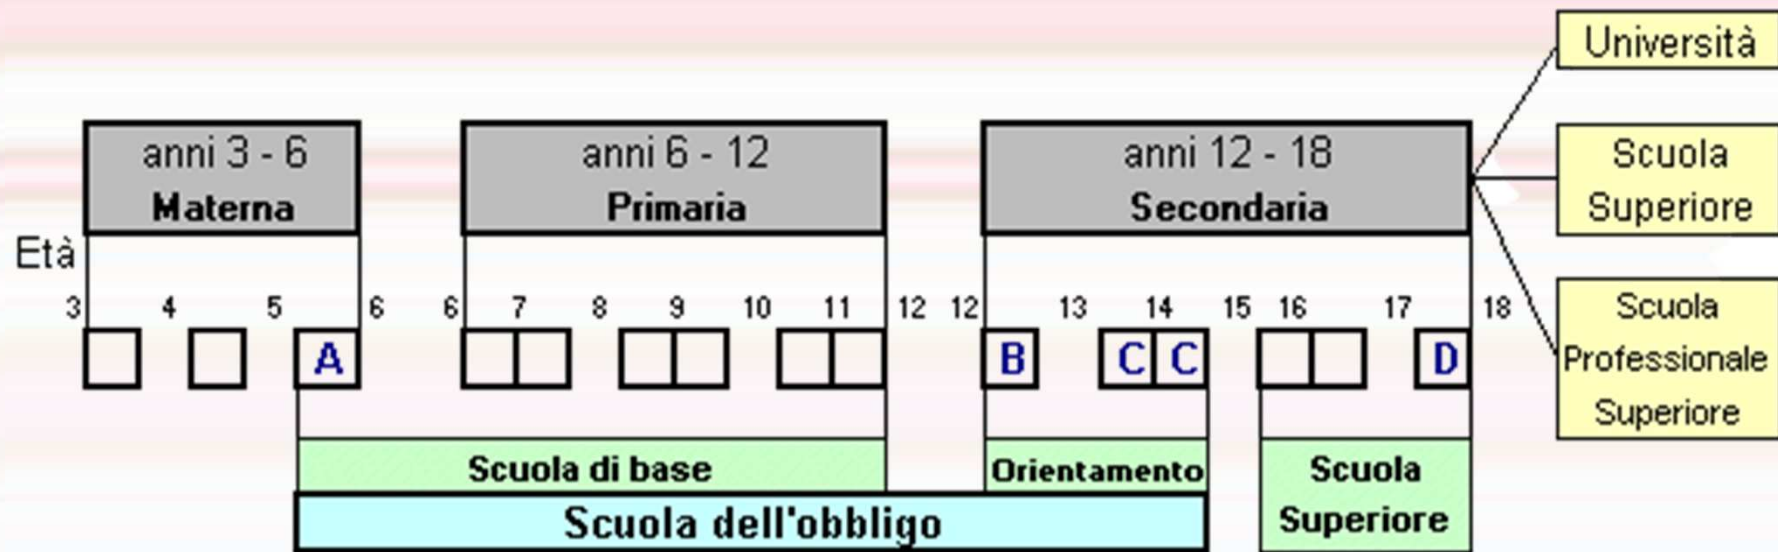 Università
anni 3 - 6
Materna
anni 6 - 12
Primaria
anni 12 - 18
Secondaria
Scuola
Superiore
Età
3 4 5 6 6 7 8 9 10 11 12 12 13 14 15 16 17 18
A B C C D
Scuola
Professionale
Superiore
Scuola di base
Orientamento
Scuola
Superiore
Scuola dell'obbligo